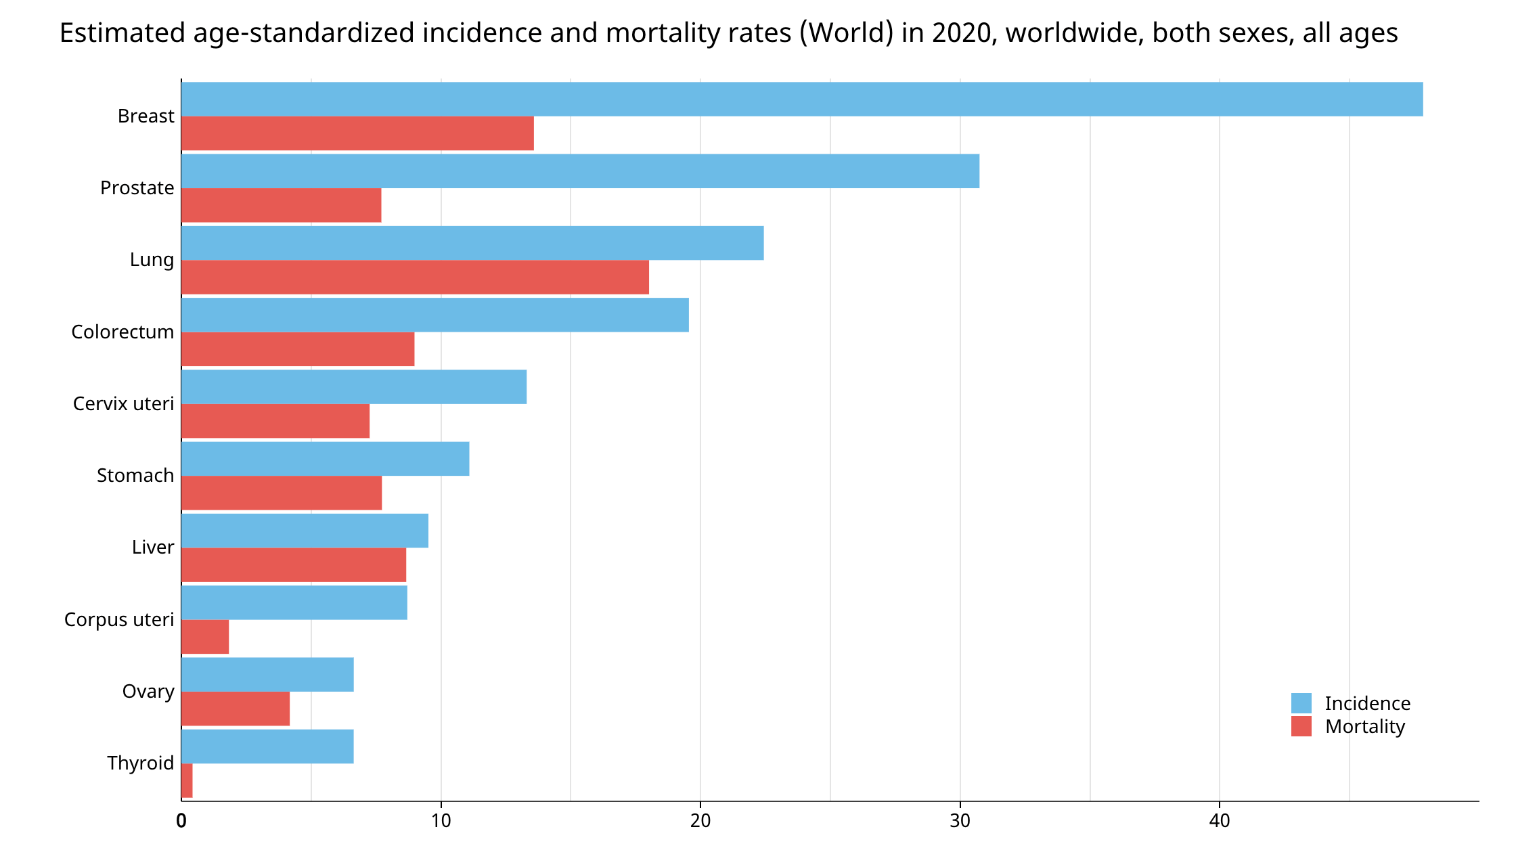 Estimated age-standardized incidence and mortality rates (World) in 2020, worldwide, both sexes, all ages
Breast
Prostate
Lung
Colorectum
Cervix uteri
Stomach
Liver
Corpus uteri
Ovary
Thyroid
Incidence
Mortality
0 10 20 30 40